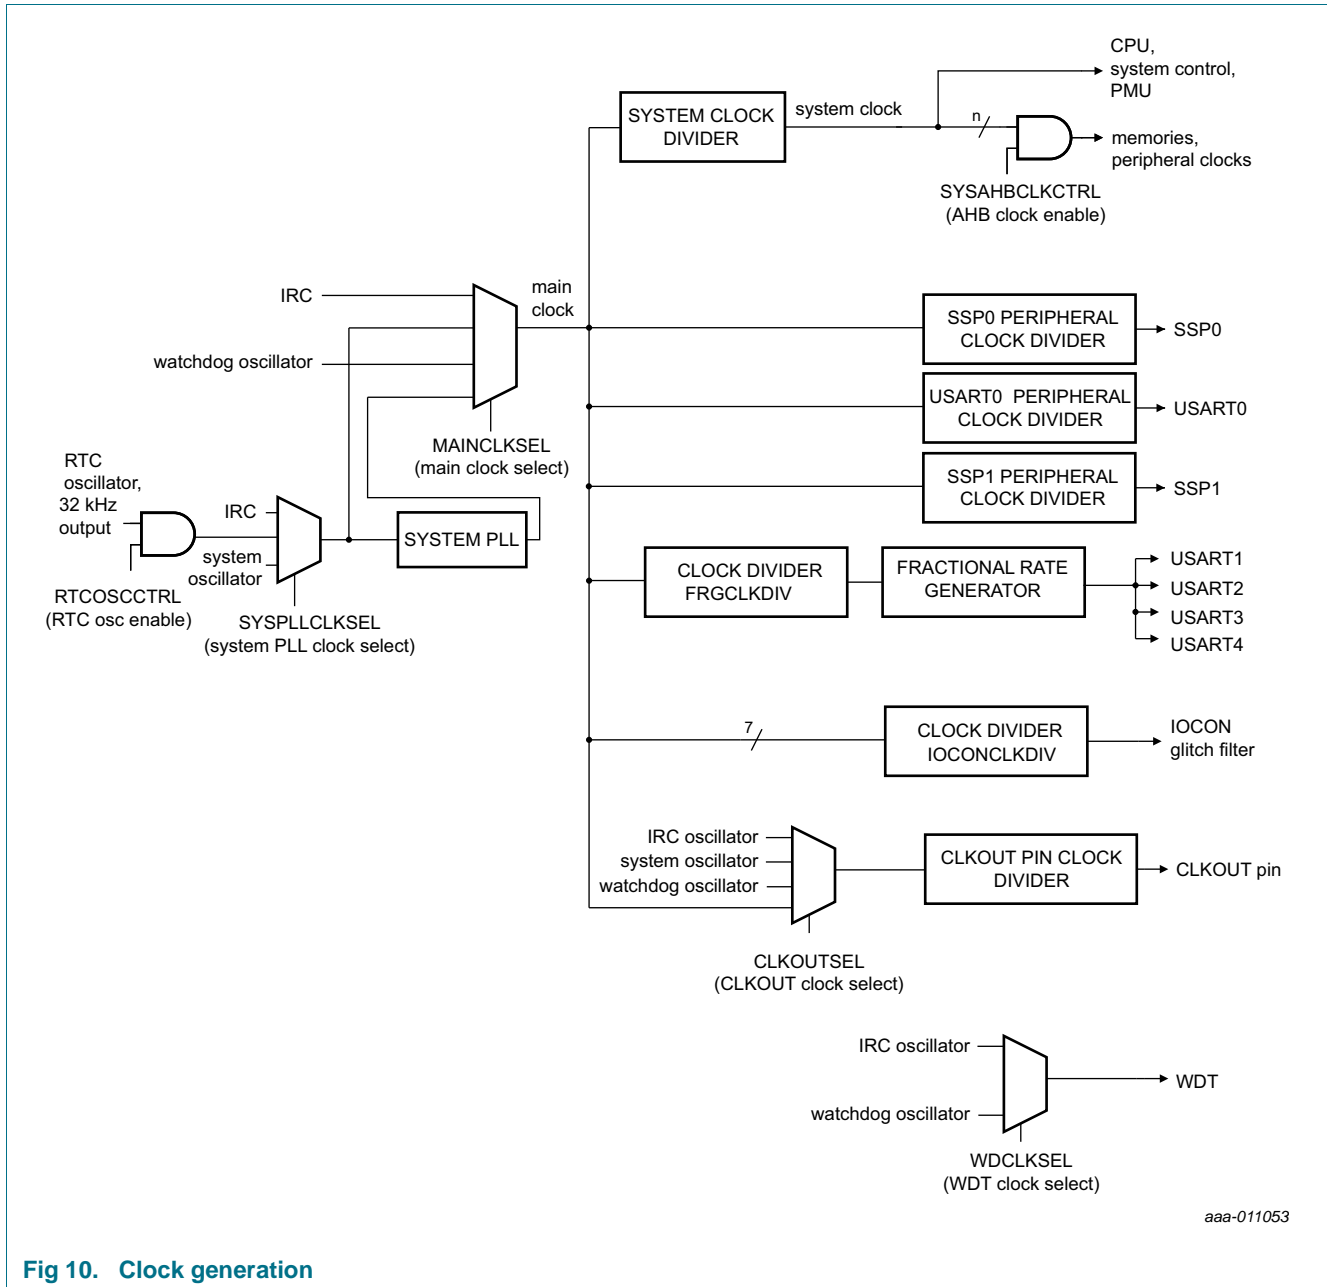 CPU,
system control,
PMU
SYSTEM CLOCK
DIVIDER
system clock
n
memories,
peripheral clocks
SYSAHBCLKCTRL
(AHB clock enable)
IRC
main
clock
watchdog oscillator
MAINCLKSEL
(main clock select)
SSP0 PERIPHERAL
CLOCK DIVIDER
SSP0
USART0 PERIPHERAL
CLOCK DIVIDER
USART0
SSP1 PERIPHERAL
CLOCK DIVIDER
SSP1
RTC
oscillator,
32 kHz
output
IRC
system
oscillator
SYSTEM PLL
RTCOSCCTRL
(RTC osc enable)
SYSPLLCLKSEL
(system PLL clock select)
CLOCK DIVIDER
FRGCLKDIV
FRACTIONAL RATE
GENERATOR
USART1
USART2
USART3
USART4
7
CLOCK DIVIDER
IOCONCLKDIV
IOCON
glitch filter
IRC oscillator
system oscillator
watchdog oscillator
CLKOUT PIN CLOCK
DIVIDER
CLKOUT pin
CLKOUTSEL
(CLKOUT clock select)
IRC oscillator
watchdog oscillator
WDT
WDCLKSEL
(WDT clock select)
aaa-011053
Fig 10. Clock generation